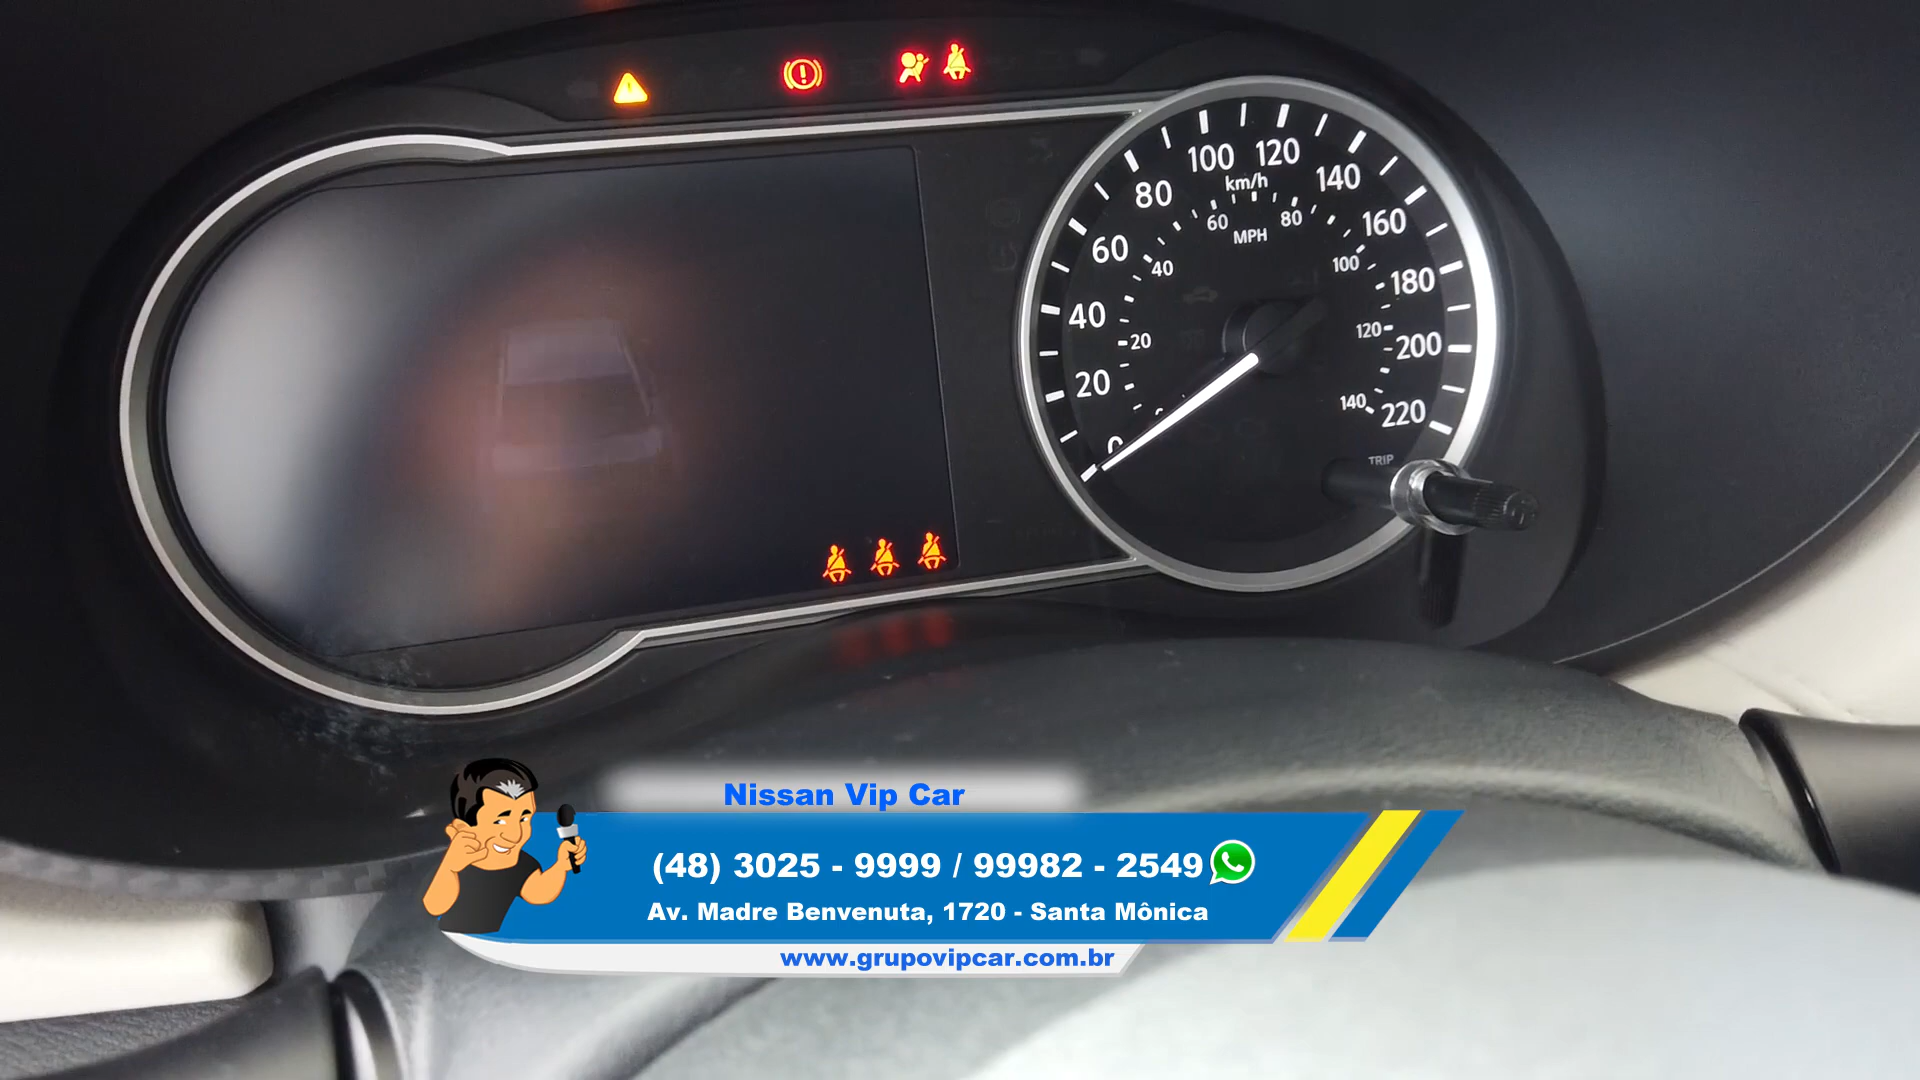 100 120
km/h
80 140
60 80
MPH
60 160
40 100
40 180
20 120 200
20 140 220
0 0
TRIP
Nissan Vip Car
(48) 3025 - 9999 / 99982 - 2549
Av. Madre Benvenuta, 1720 - Santa Mônica
www.grupovipcar.com.br